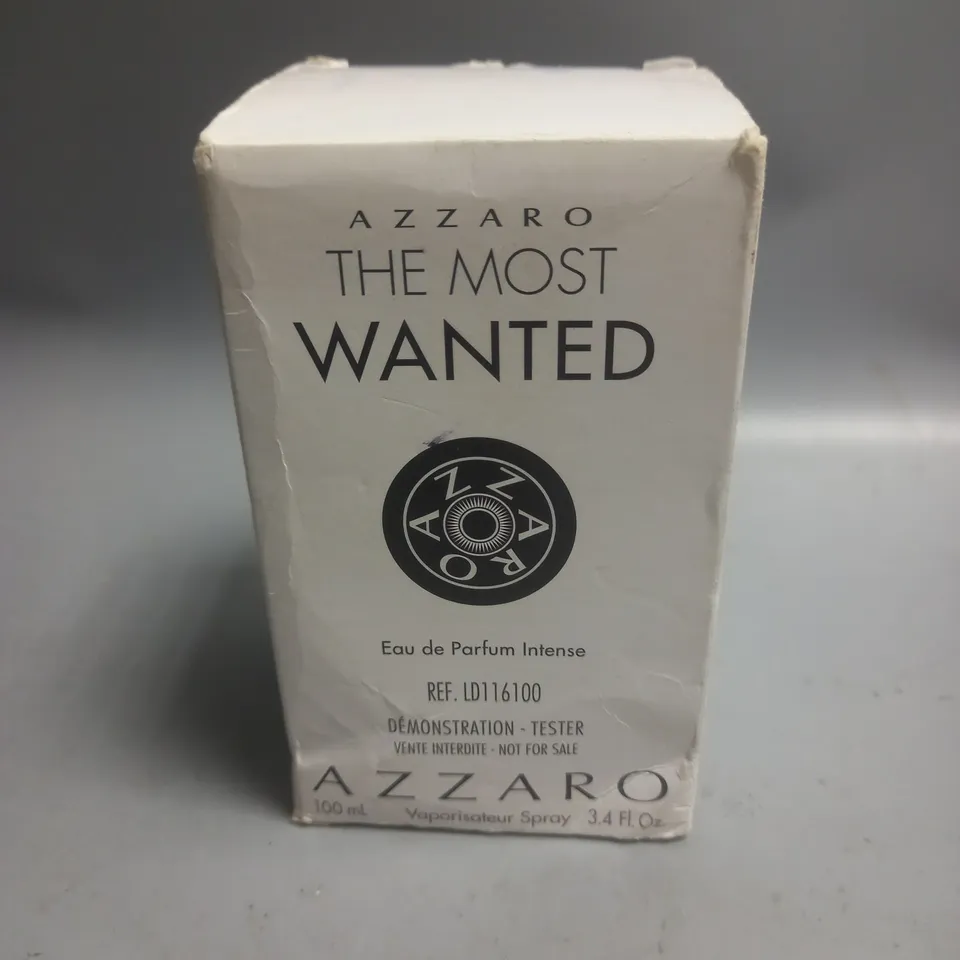 AZZARO
THE MOST
WANTED
AZZARO
Eau de Parfum Intense
REF. LD116100
DÉMONSTRATION - TESTER
VENTE INTERDITE - NOT FOR SALE
AZZARO
100 mL Vaporisateur Spray 3.4 Fl. Oz